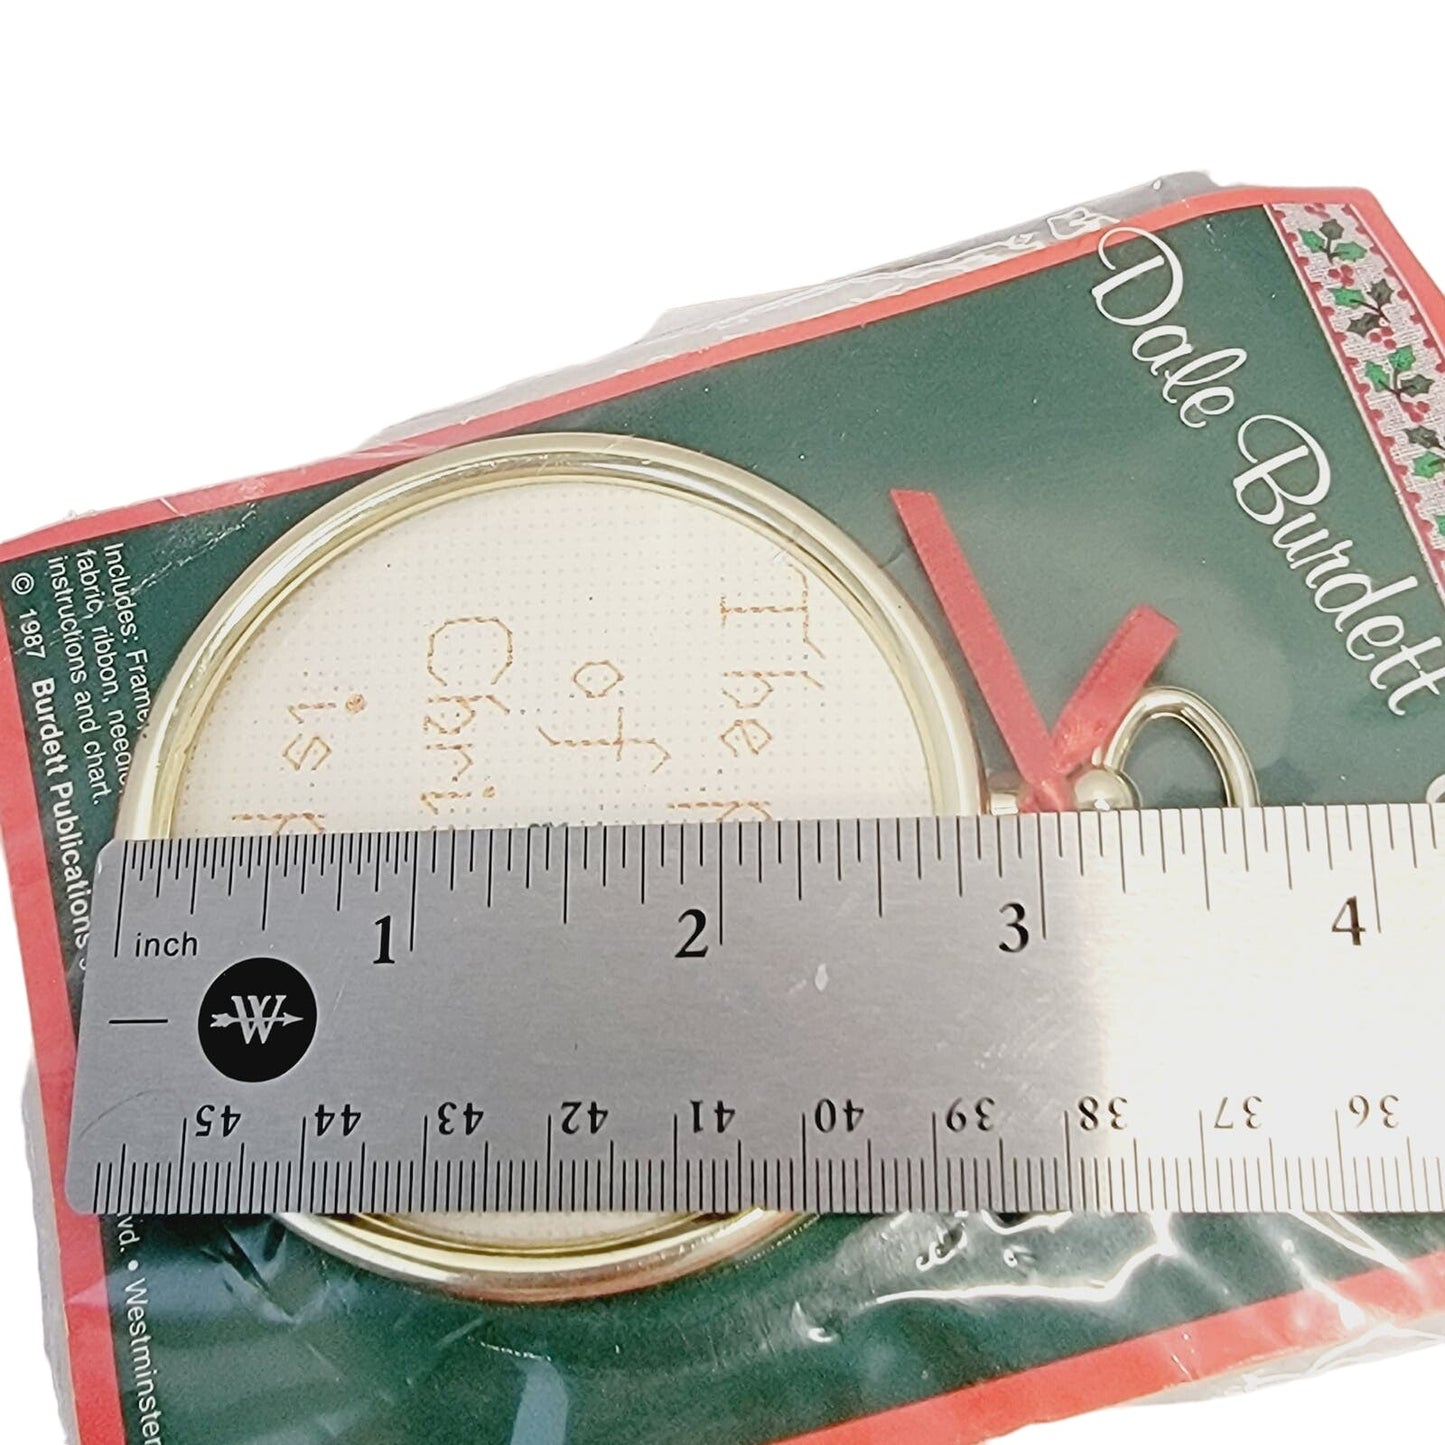 Dale Burdett
Includes: Frame,
fabric, ribbon, needle,
instructions and chart.
© 1987 Burdett Publications
Westminster
The
of
Chri
is
inch 1 2 3 4
W
45 44 43 42 41 40 39 38 37 36